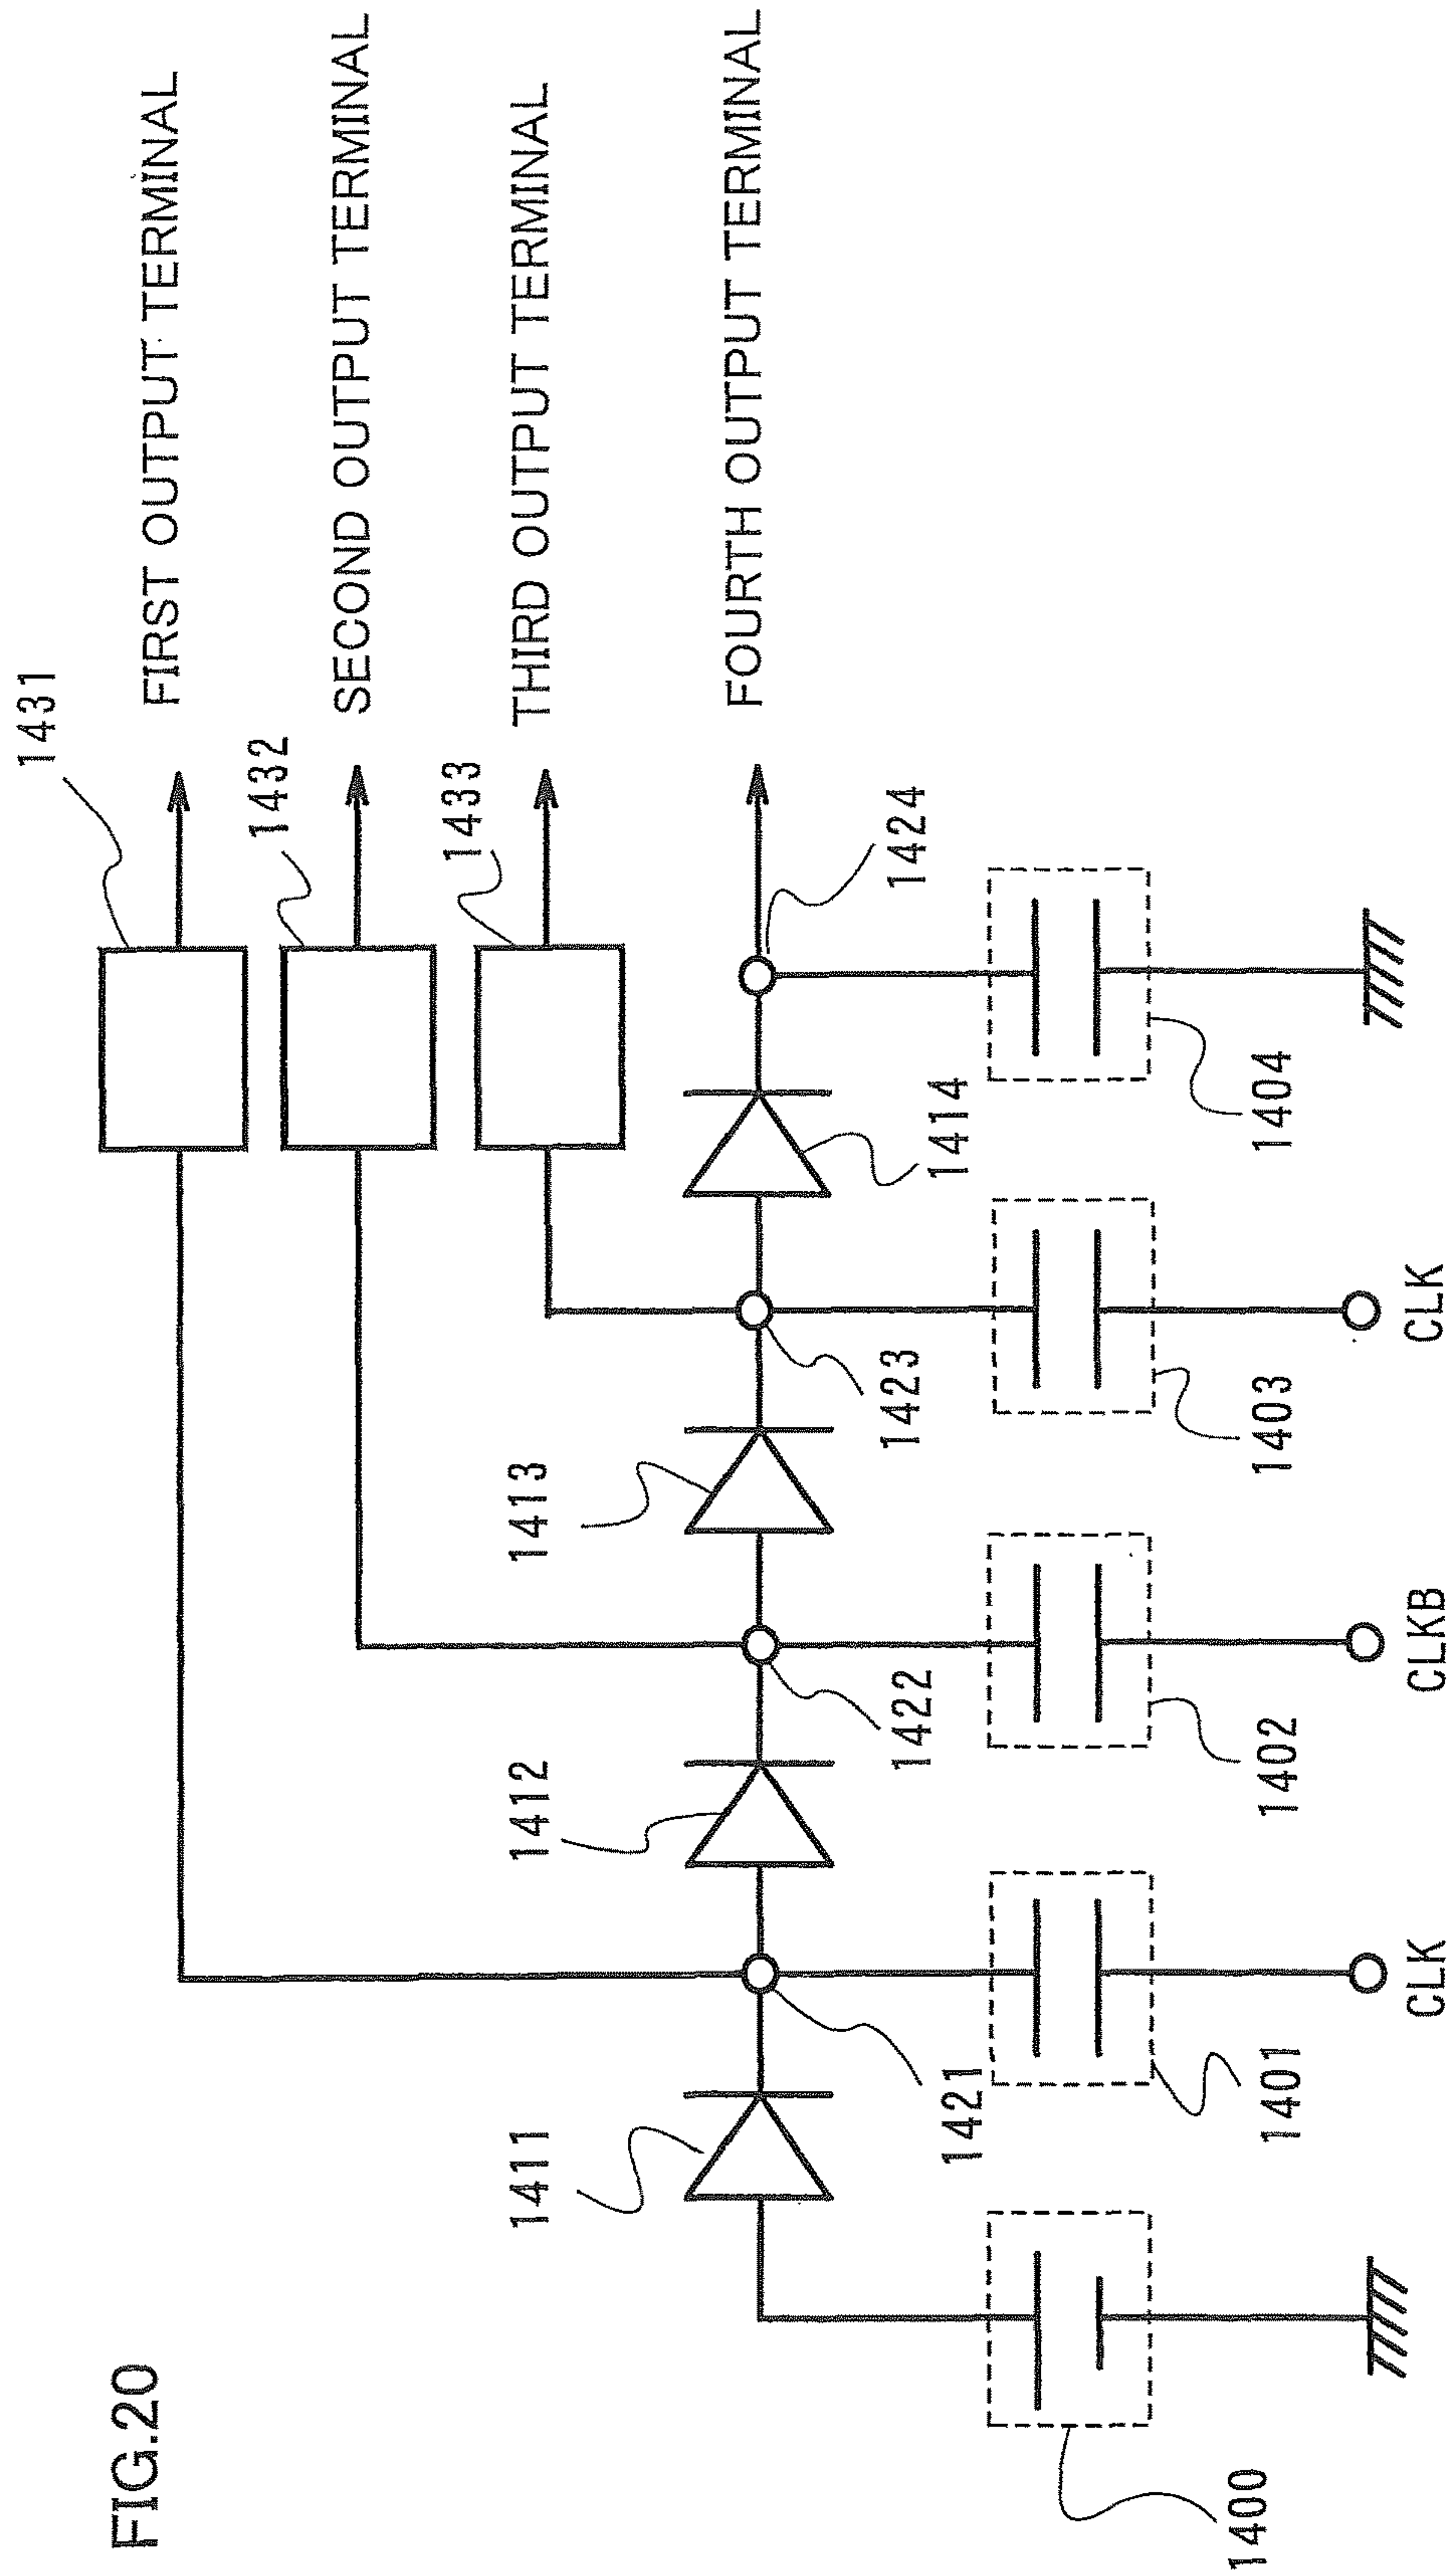 FIG.20
1431
FIRST OUTPUT TERMINAL
1432
SECOND OUTPUT TERMINAL
1433
THIRD OUTPUT TERMINAL
FOURTH OUTPUT TERMINAL
1411
1412
1413
1414
1421
1422
1423
1424
1400
1401
1402
1403
1404
CLK
CLKB
CLK